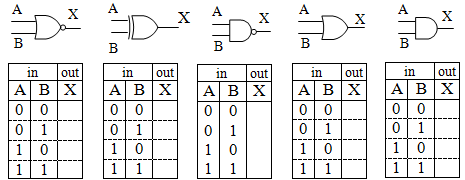 A X A X A X A X A X
B B B B B
in out in out in out in out in out
A B X A B X A B X A B X A B X
0 0 0 0 0 0 0 0 0 0
0 1 0 1 0 1 0 1 0 1
1 0 1 0 1 0 1 0 1 0
1 1 1 1 1 1 1 1 1 1